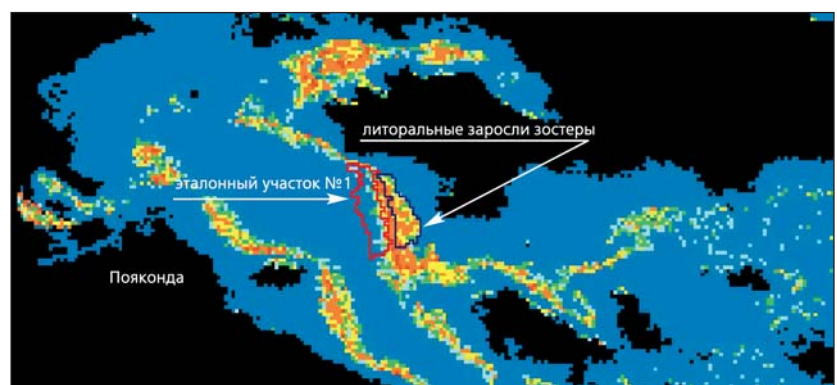 литоральные заросли зостеры
эталонный участок №1
Пояконда